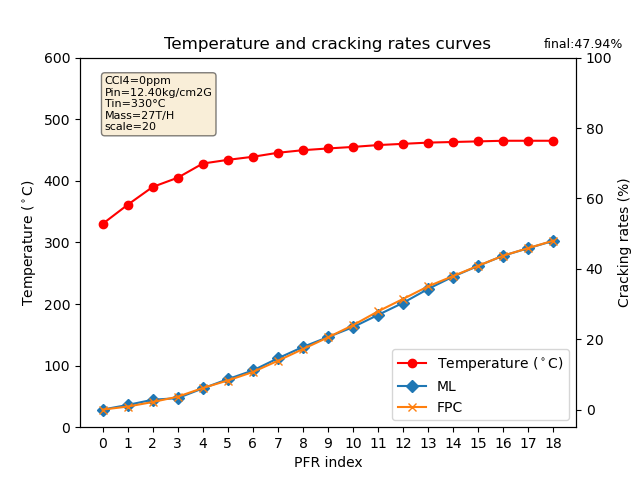 Temperature and cracking rates curves
final:47.94%
CCl4=0ppm
Pin=12.40kg/cm2G
Tin=330°C
Mass=27T/H
scale=20
Temperature (°C)
600
500
400
300
200
100
0
Cracking rates (%)
100
80
60
40
20
0
Temperature (°C)
ML
FPC
0 1 2 3 4 5 6 7 8 9 10 11 12 13 14 15 16 17 18
PFR index